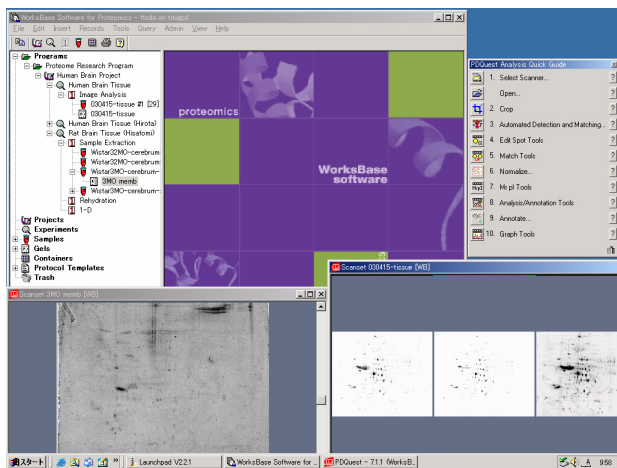 WorksBase Software for Proteomics - ttoda on tmiapd
File Edit Insert Records Tools Query Admin View Help
Programs
Proteome Research Program
Human Brain Project
Human Brain Tissue
Image Analysis
030415-tissue #1 [29]
030415-tissue
Human Brain Tissue (Hirota)
Rat Brain Tissue (Hisatomi)
Sample Extraction
Wistar32MO-cerebrum-
Wistar32MO-cerebrum-
Wistar3MO-cerebrum-
3MO memb
Wistar3MO-cerebrum-
Rehydration
1-D
Projects
Experiments
Samples
Gels
Containers
Protocol Templates
Trash
proteomics
WorksBase
software
PDQuest Analysis Quick Guide
1. Select Scanner...
Open...
2. Crop
3. Automated Detection and Matching...
4. Edit Spot Tools
5. Match Tools
6. Normalize...
7. Mr pI Tools
8. Analysis/Annotation Tools
9. Annotate...
10. Graph Tools
Scanset 3MO memb [WB]
Scanset 030415-tissue [WB]
スタート
Launchpad V2.2.1
WorksBase Software for ...
PDQuest - 7.1.1 (WorksB...
A 9:58